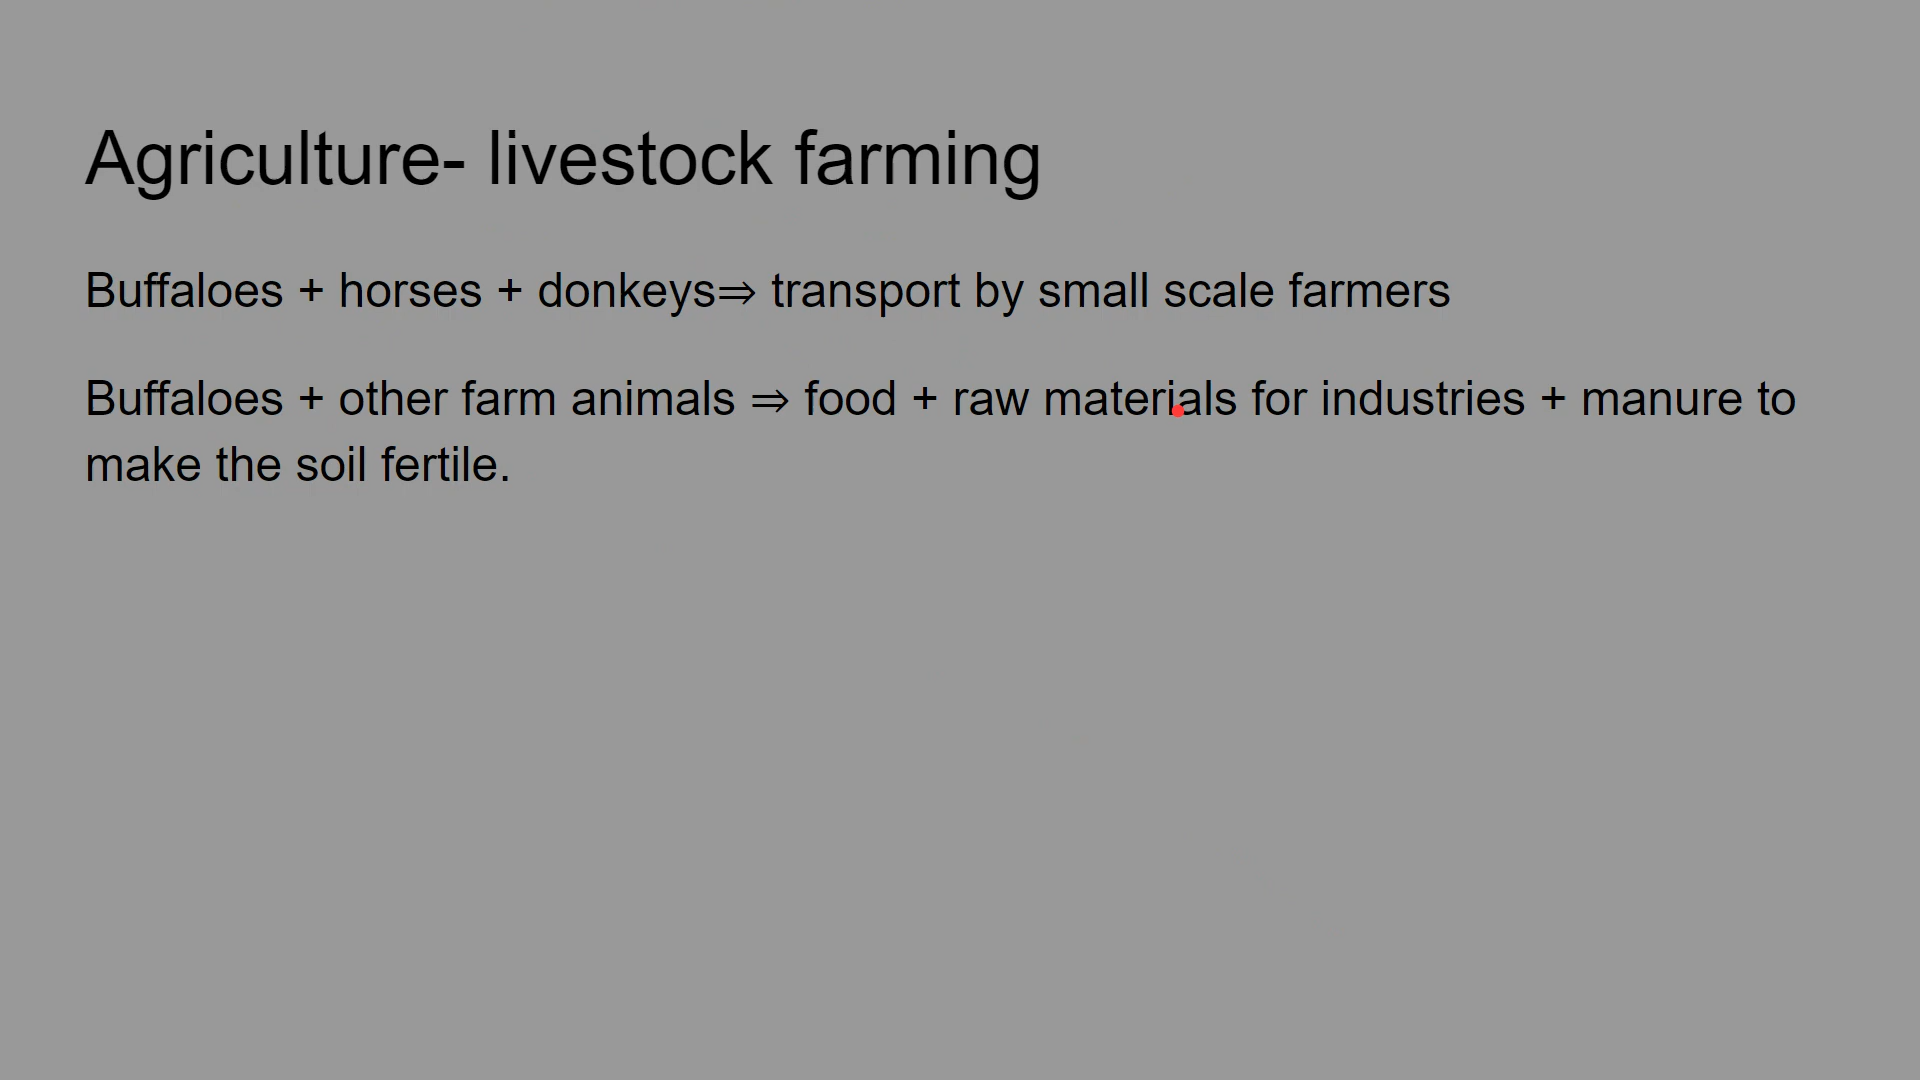 Agriculture- livestock farming
Buffaloes + horses + donkeys⇒ transport by small scale farmers
Buffaloes + other farm animals ⇒ food + raw materials for industries + manure to
make the soil fertile.